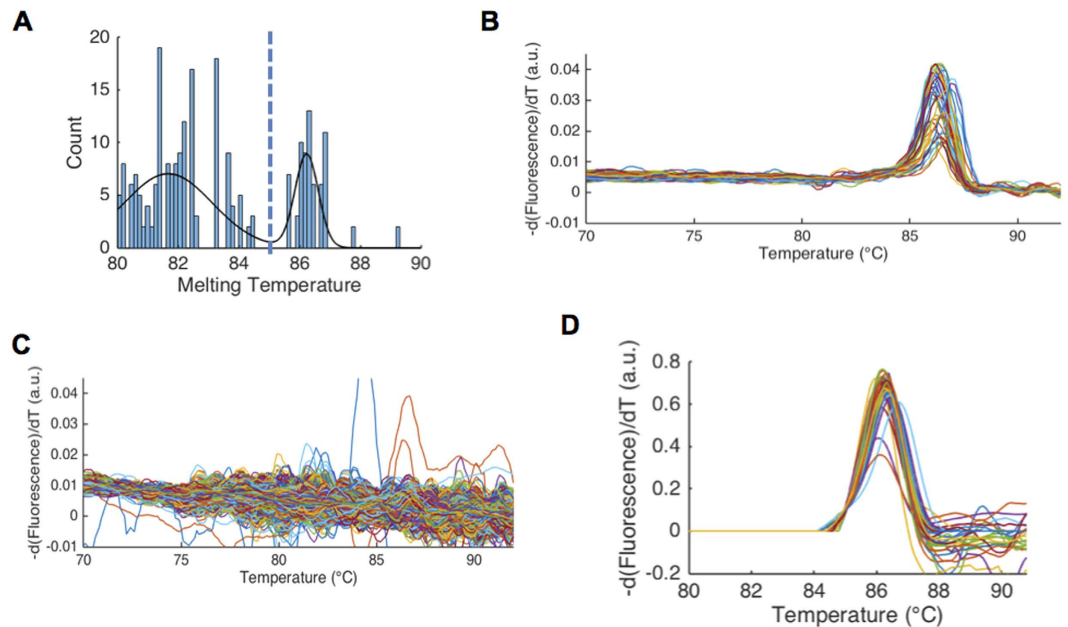 A
20
15
10
5
0
Count
80 82 84 86 88 90
Melting Temperature
B
-d(Fluorescence)/dT (a.u.)
0.04
0.03
0.02
0.01
0
-0.01
70 75 80 85 90
Temperature (°C)
C
-d(Fluorescence)/dT (a.u.)
0.04
0.03
0.02
0.01
0
-0.01
70 75 80 85 90
Temperature (°C)
D
-d(Fluorescence)/dT (a.u.)
0.8
0.6
0.4
0.2
0
-0.2
80 82 84 86 88 90
Temperature (°C)